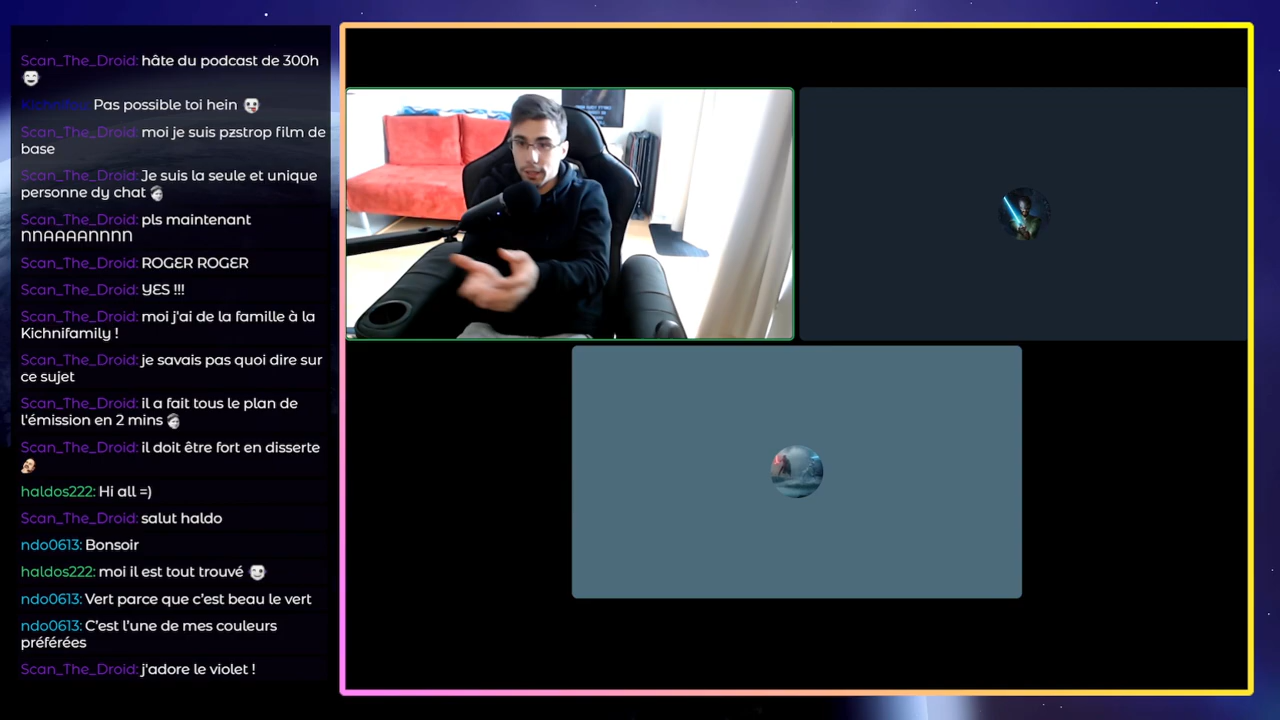 Scan_The_Droid: hâte du podcast de 300h
Kichnifou: Pas possible toi hein
Scan_The_Droid: moi je suis pzstrop film de
base
Scan_The_Droid: Je suis la seule et unique
personne dy chat
Scan_The_Droid: pls maintenant
NNAAAANNNN
Scan_The_Droid: ROGER ROGER
Scan_The_Droid: YES !!!
Scan_The_Droid: moi j'ai de la famille à la
Kichnifamily !
Scan_The_Droid: je savais pas quoi dire sur
ce sujet
Scan_The_Droid: il a fait tous le plan de
l'émission en 2 mins
Scan_The_Droid: il doit être fort en disserte
haldos222: Hi all =)
Scan_The_Droid: salut haldo
ndo0613: Bonsoir
haldos222: moi il est tout trouvé
ndo0613: Vert parce que c’est beau le vert
ndo0613: C’est l’une de mes couleurs
préférées
Scan_The_Droid: j'adore le violet !